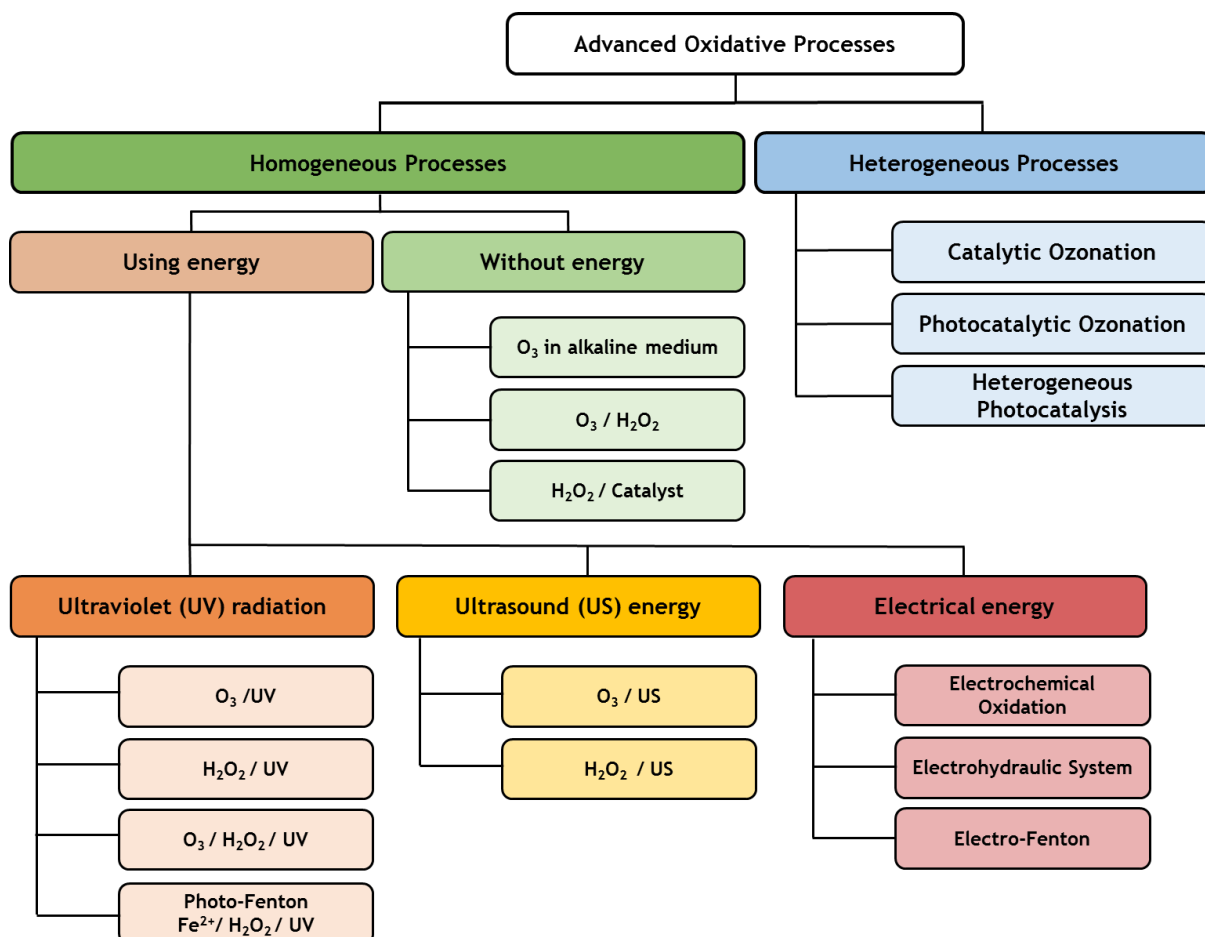 Advanced Oxidative Processes
Homogeneous Processes
Heterogeneous Processes
Using energy
Without energy
Catalytic Ozonation
Photocatalytic Ozonation
Heterogeneous
Photocatalysis
O₃ in alkaline medium
O₃ / H₂O₂
H₂O₂ / Catalyst
Ultraviolet (UV) radiation
Ultrasound (US) energy
Electrical energy
O₃ /UV
H₂O₂ / UV
O₃ / H₂O₂ / UV
Photo-Fenton
Fe²⁺/ H₂O₂ / UV
O₃ / US
H₂O₂ / US
Electrochemical
Oxidation
Electrohydraulic System
Electro-Fenton